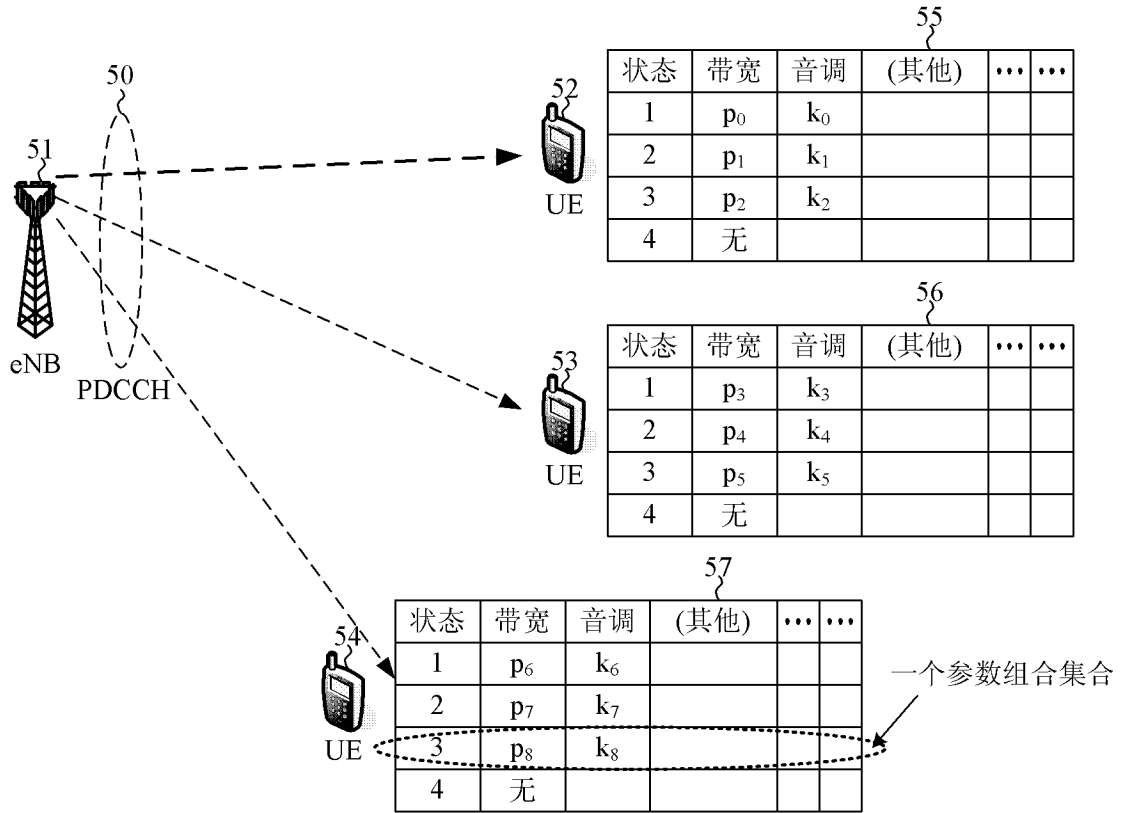 50
51
eNB
PDCCH
52
UE
55
状态 带宽 音调 (其他) ••• •••
1 p₀ k₀
2 p₁ k₁
3 p₂ k₂
4 无
53
UE
56
状态 带宽 音调 (其他) ••• •••
1 p₃ k₃
2 p₄ k₄
3 p₅ k₅
4 无
54
UE
57
状态 带宽 音调 (其他) ••• •••
1 p₆ k₆
2 p₇ k₇
3 p₈ k₈
4 无
一个参数组合集合